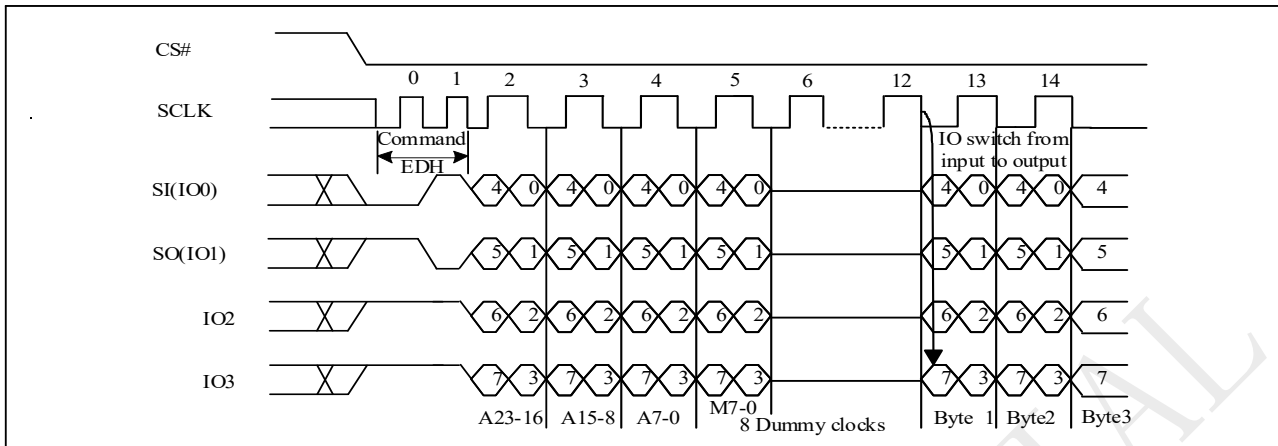 CS#
0 1 2 3 4 5 6 12 13 14
SCLK
Command
EDH
IO switch from
input to output
SI(IO0) 4 0 4 0 4 0 4 0 4 0 4 0 4
SO(IO1) 5 1 5 1 5 1 5 1 5 1 5 1 5
IO2 6 2 6 2 6 2 6 2 6 2 6 2 6
IO3 7 3 7 3 7 3 7 3 7 3 7 3 7
A23-16 A15-8 A7-0 M7-0 8 Dummy clocks Byte 1 Byte2 Byte3